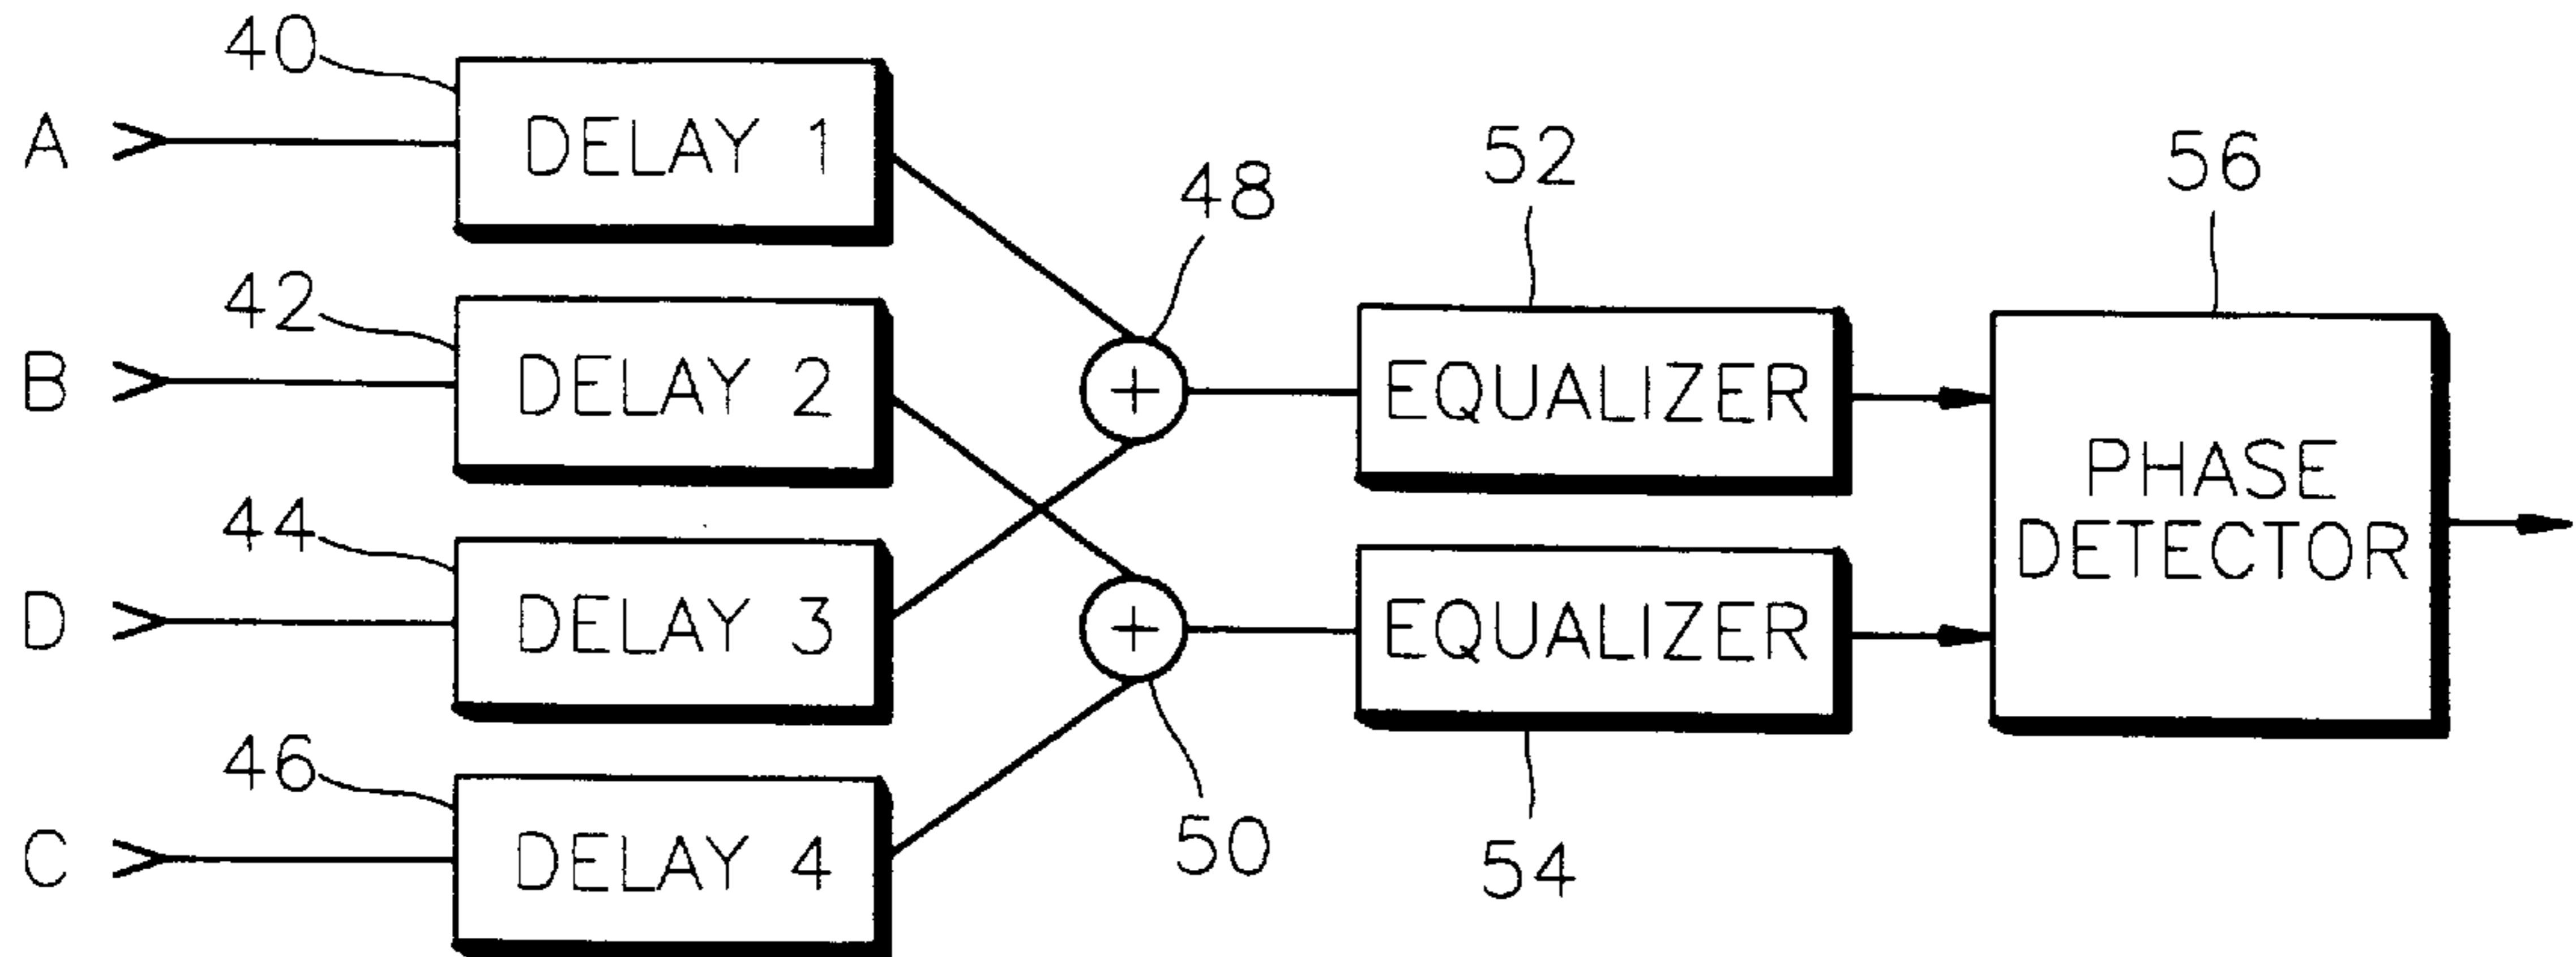 40
A
DELAY 1
48
52
56
42
B
DELAY 2
+
EQUALIZER
PHASE
DETECTOR
44
D
DELAY 3
+
EQUALIZER
46
C
DELAY 4
50
54